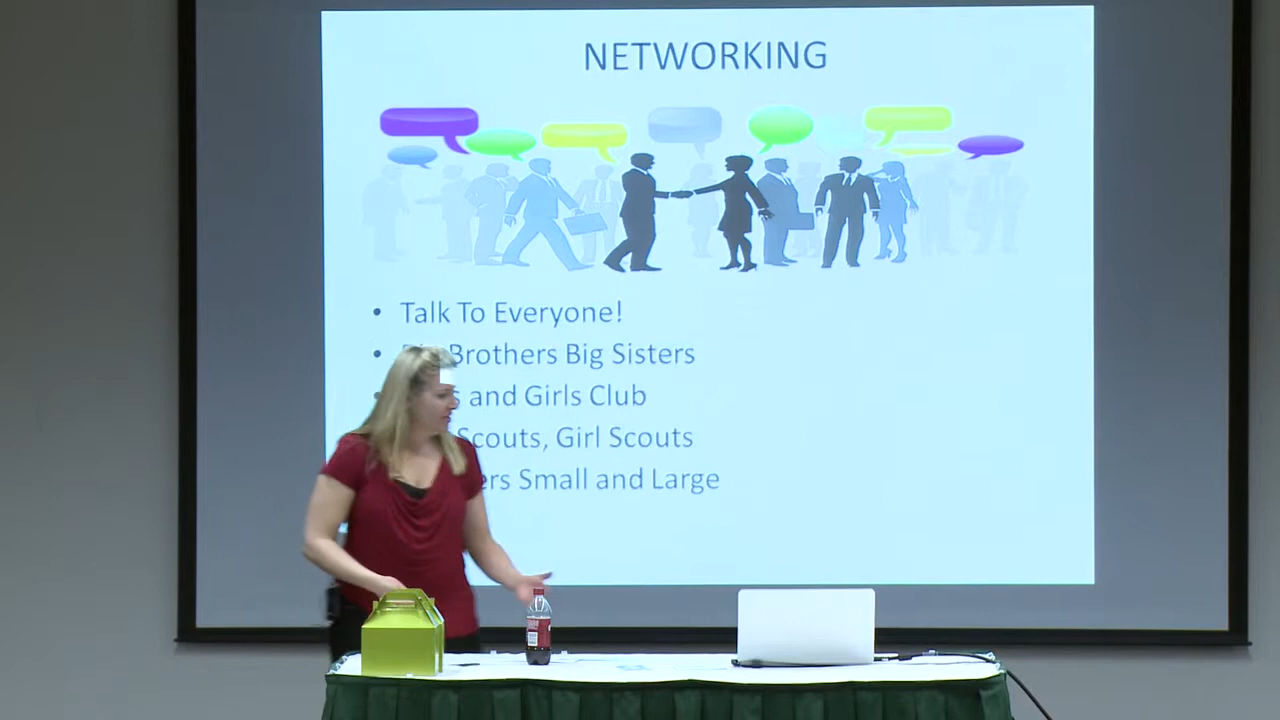 NETWORKING
• Talk To Everyone!
• Brothers Big Sisters
• and Girls Club
Scouts, Girl Scouts
Small and Large